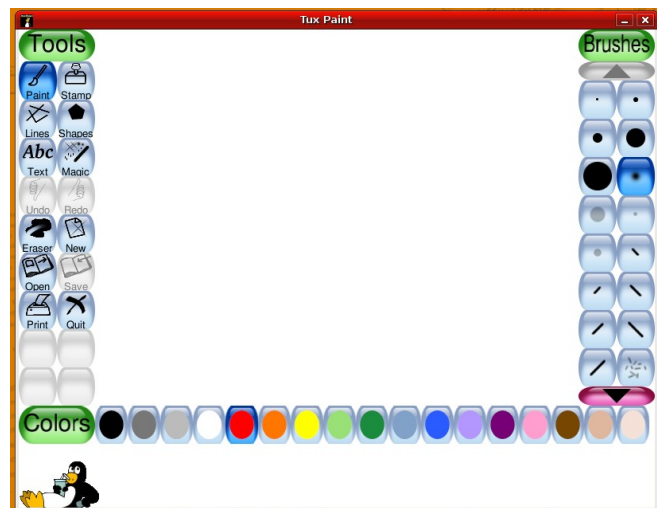 Tux Paint
Tools
Brushes
Paint Stamp
Lines Shapes
Abc
Text Magic
Undo Redo
Eraser New
Open Save
Print Quit
Colors